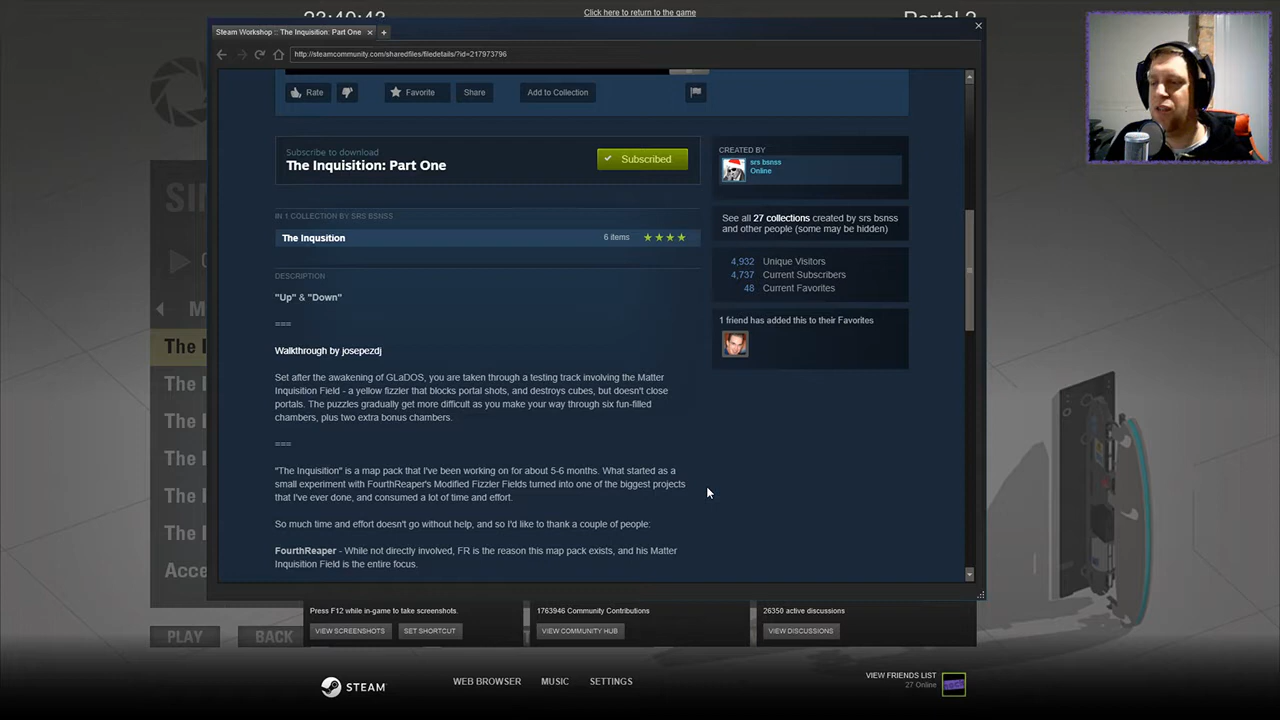 23:40:43
Click here to return to the game
Portal 2
Steam Workshop :: The Inquisition: Part One
http://steamcommunity.com/sharedfiles/filedetails/?id=217973796
Rate
Favorite
Share
Add to Collection
Subscribe to download
The Inquisition: Part One
Subscribed
CREATED BY
srs bsnss
Online
IN 1 COLLECTION BY SRS BSNSS
The Inqusition
6 items
See all 27 collections created by srs bsnss
and other people (some may be hidden)
4,932 Unique Visitors
4,737 Current Subscribers
48 Current Favorites
1 friend has added this to their Favorites
DESCRIPTION
"Up" & "Down"
===
Walkthrough by josepezdj
Set after the awakening of GLaDOS, you are taken through a testing track involving the Matter
Inquisition Field - a yellow fizzler that blocks portal shots, and destroys cubes, but doesn't close
portals. The puzzles gradually get more difficult as you make your way through six fun-filled
chambers, plus two extra bonus chambers.
===
"The Inquisition" is a map pack that I've been working on for about 5-6 months. What started as a
small experiment with FourthReaper's Modified Fizzler Fields turned into one of the biggest projects
that I've ever done, and consumed a lot of time and effort.
So much time and effort doesn't go without help, and so I'd like to thank a couple of people:
FourthReaper - While not directly involved, FR is the reason this map pack exists, and his Matter
Inquisition Field is the entire focus.
SI
M
The I
The I
The I
The I
The I
The I
Acce
PLAY
BACK
Press F12 while in-game to take screenshots.
VIEW SCREENSHOTS
SET SHORTCUT
1763946 Community Contributions
VIEW COMMUNITY HUB
26350 active discussions
VIEW DISCUSSIONS
STEAM
WEB BROWSER
MUSIC
SETTINGS
VIEW FRIENDS LIST
27 Online